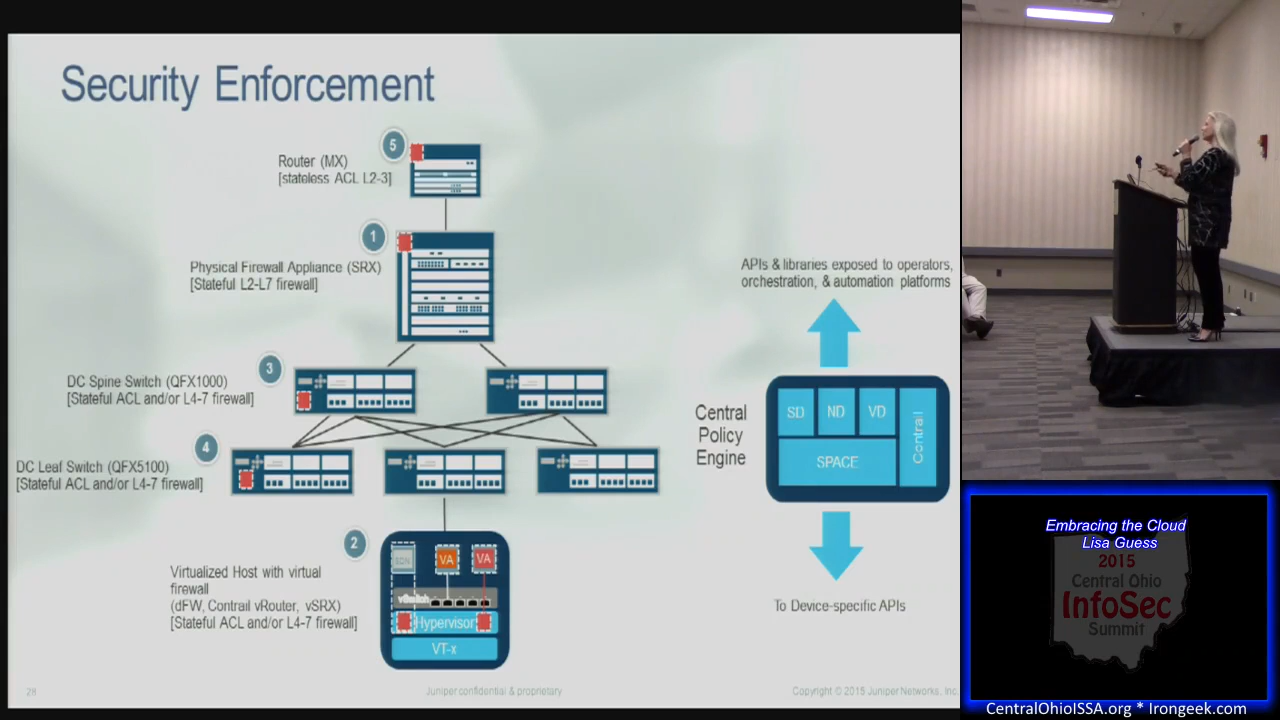 Security Enforcement
5
Router (MX)
[stateless ACL L2-3]
1
Physical Firewall Appliance (SRX)
[Stateful L2-L7 firewall]
3
DC Spine Switch (QFX1000)
[Stateful ACL and/or L4-7 firewall]
4
DC Leaf Switch (QFX5100)
[Stateful ACL and/or L4-7 firewall]
2
Virtualized Host with virtual
firewall
(dFW, Contrail vRouter, vSRX)
[Stateful ACL and/or L4-7 firewall]
SDN
VA
VA
vSwitch
Hypervisor
VT-x
APIs & libraries exposed to operators,
orchestration, & automation platforms
Central
Policy
Engine
SD
ND
VD
SPACE
Contrail
To Device-specific APIs
28
Juniper confidential & proprietary
Copyright © 2015 Juniper Networks, Inc.
Embracing the Cloud
Lisa Guess
2015
Central Ohio
InfoSec
Summit
CentralOhioISSA.org * Irongeek.com